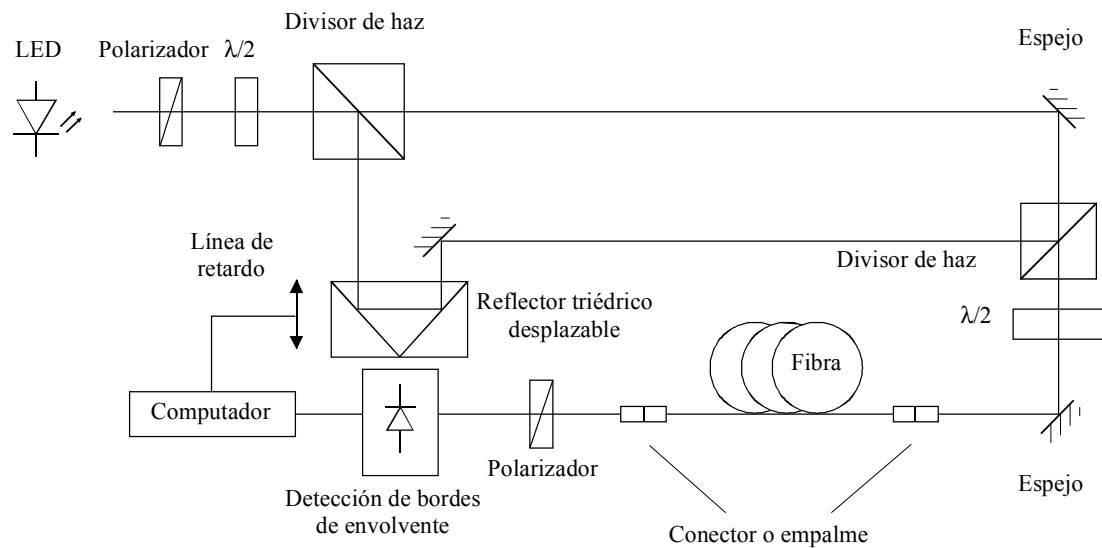 Divisor de haz
Espejo
LED
Polarizador
λ/2
Línea de
retardo
Divisor de haz
Reflector triédrico
desplazable
λ/2
Fibra
Computador
Polarizador
Detección de bordes
de envolvente
Espejo
Conector o empalme